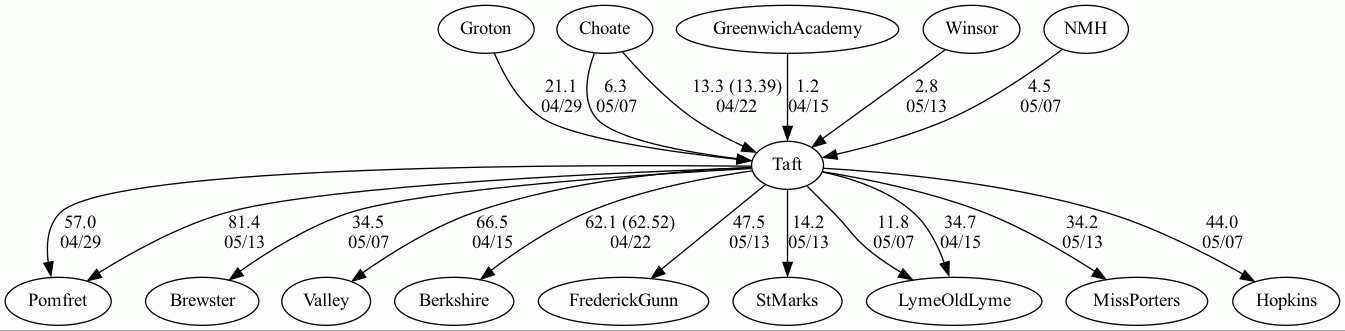 Groton Choate GreenwichAcademy Winsor NMH
21.1 6.3 13.3 (13.39) 1.2 2.8 4.5
04/29 05/07 04/22 04/15 05/13 05/07
Taft
57.0 81.4 34.5 66.5 62.1 (62.52) 47.5 14.2 11.8 34.7 34.2 44.0
04/29 05/13 05/07 04/15 04/22 05/13 05/13 05/07 04/15 05/13 05/07
Pomfret Brewster Valley Berkshire FrederickGunn StMarks LymeOldLyme MissPorters Hopkins